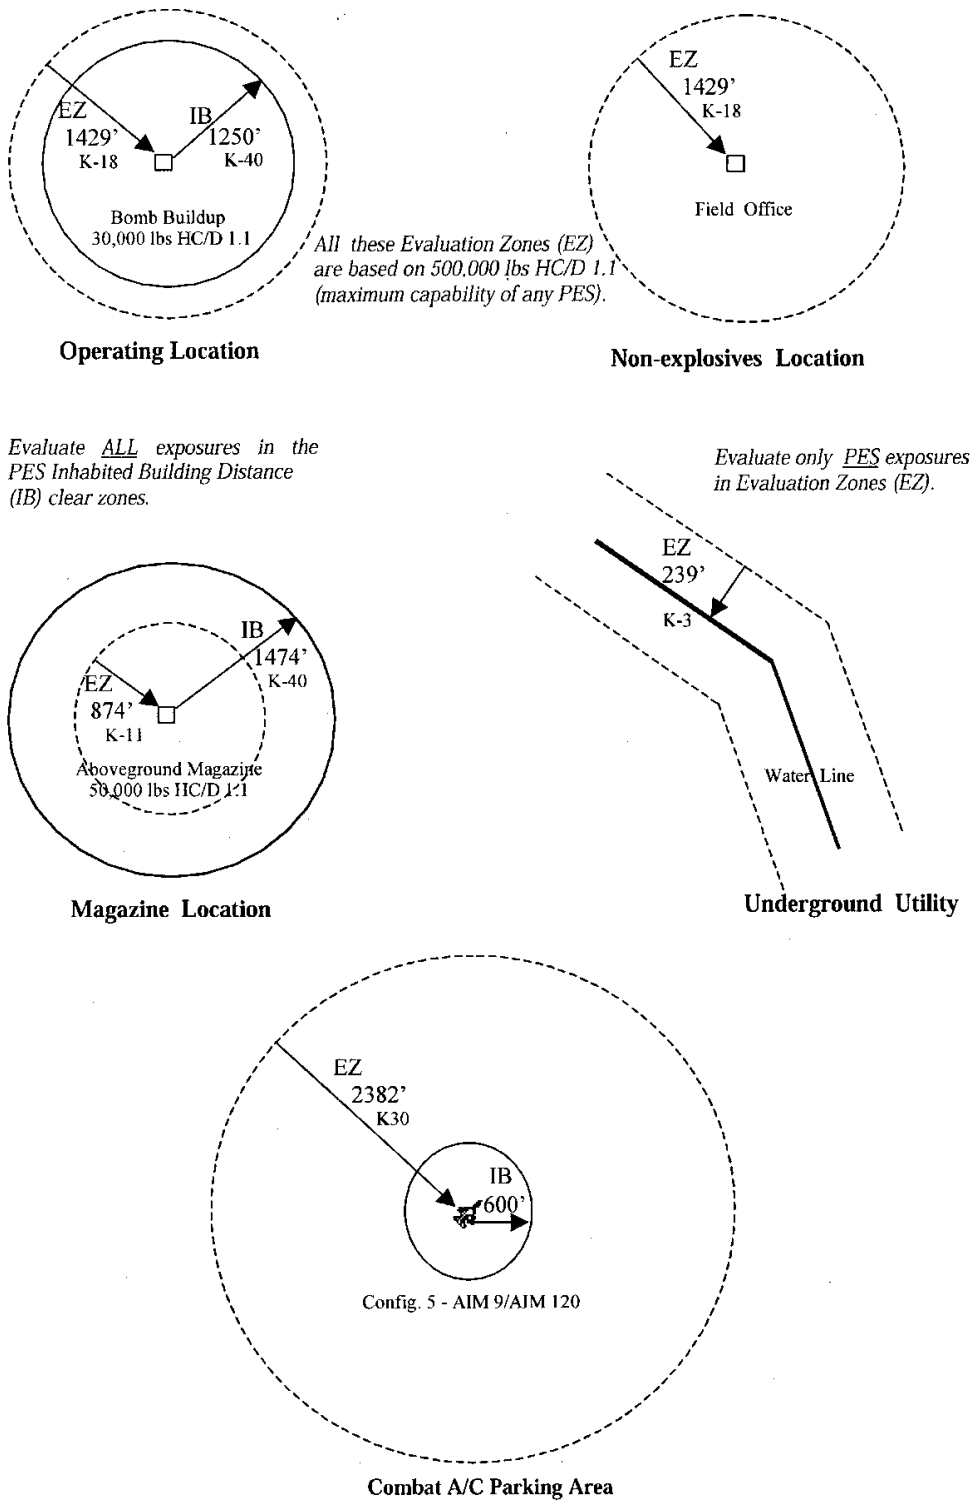 EZ
1429’
K-18
IB
1250’
K-40
Bomb Buildup
30,000 lbs HC/D 1.1
Operating Location
All these Evaluation Zones (EZ)
are based on 500,000 lbs HC/D 1.1
(maximum capability of any PES).
EZ
1429’
K-18
Field Office
Non-explosives Location
Evaluate ALL exposures in the
PES Inhabited Building Distance
(IB) clear zones.
Evaluate only PES exposures
in Evaluation Zones (EZ).
IB
1474’
K-40
EZ
874’
K-11
Aboveground Magazine
50,000 lbs HC/D 1.1
Magazine Location
EZ
239’
K-3
Water Line
Underground Utility
EZ
2382’
K30
IB
600’
Config. 5 - AIM 9/AIM 120
Combat A/C Parking Area